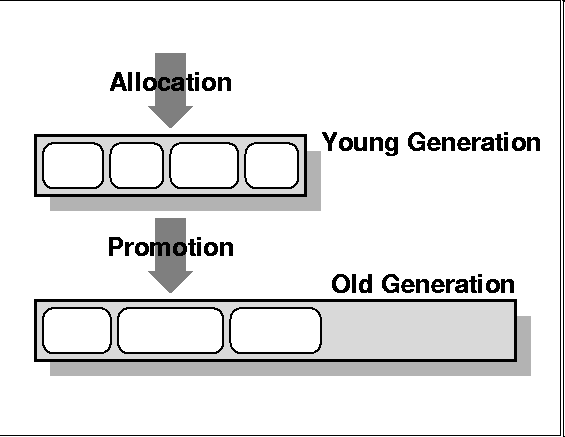 Allocation
Young Generation
Promotion
Old Generation